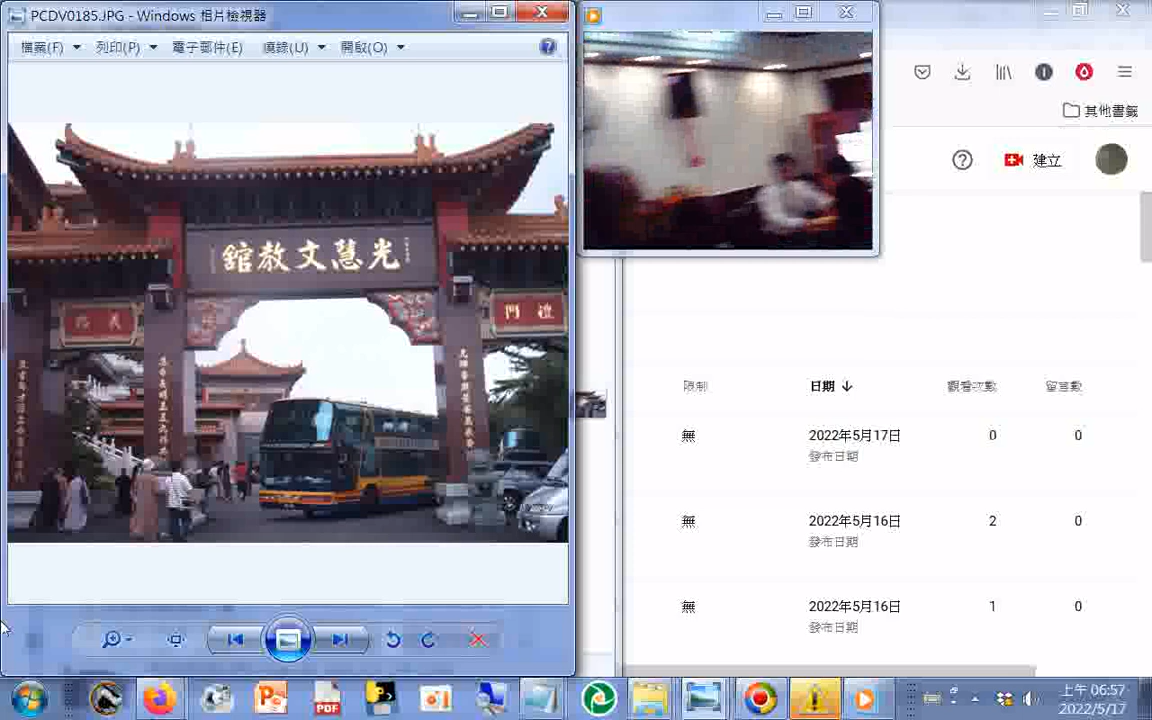 PCDV0185.JPG - Windows 相片檢視器
檔案(F)
列印(P)
電子郵件(E)
燒錄(U)
開啟(O)
館教文慧光
禮門
其他書籤
建立
限制
日期
觀看次數
留言數
無
2022年5月17日
0
0
發布日期
無
2022年5月16日
2
0
發布日期
無
2022年5月16日
1
0
發布日期
PDF
上午 06:57
2022/5/17